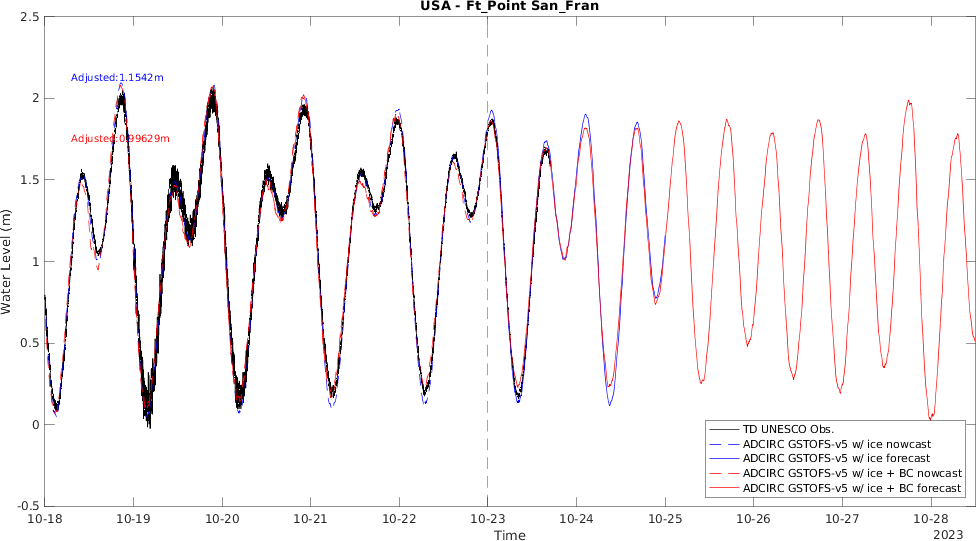 USA - Ft_Point San_Fran
2.5
2
1.5
1
0.5
0
-0.5
Water Level (m)
Adjusted:1.1542m
Adjusted:0.99629m
TD UNESCO Obs.
ADCIRC GSTOFS-v5 w/ ice nowcast
ADCIRC GSTOFS-v5 w/ ice forecast
ADCIRC GSTOFS-v5 w/ ice + BC nowcast
ADCIRC GSTOFS-v5 w/ ice + BC forecast
10-18 10-19 10-20 10-21 10-22 10-23 10-24 10-25 10-26 10-27 10-28
Time
2023